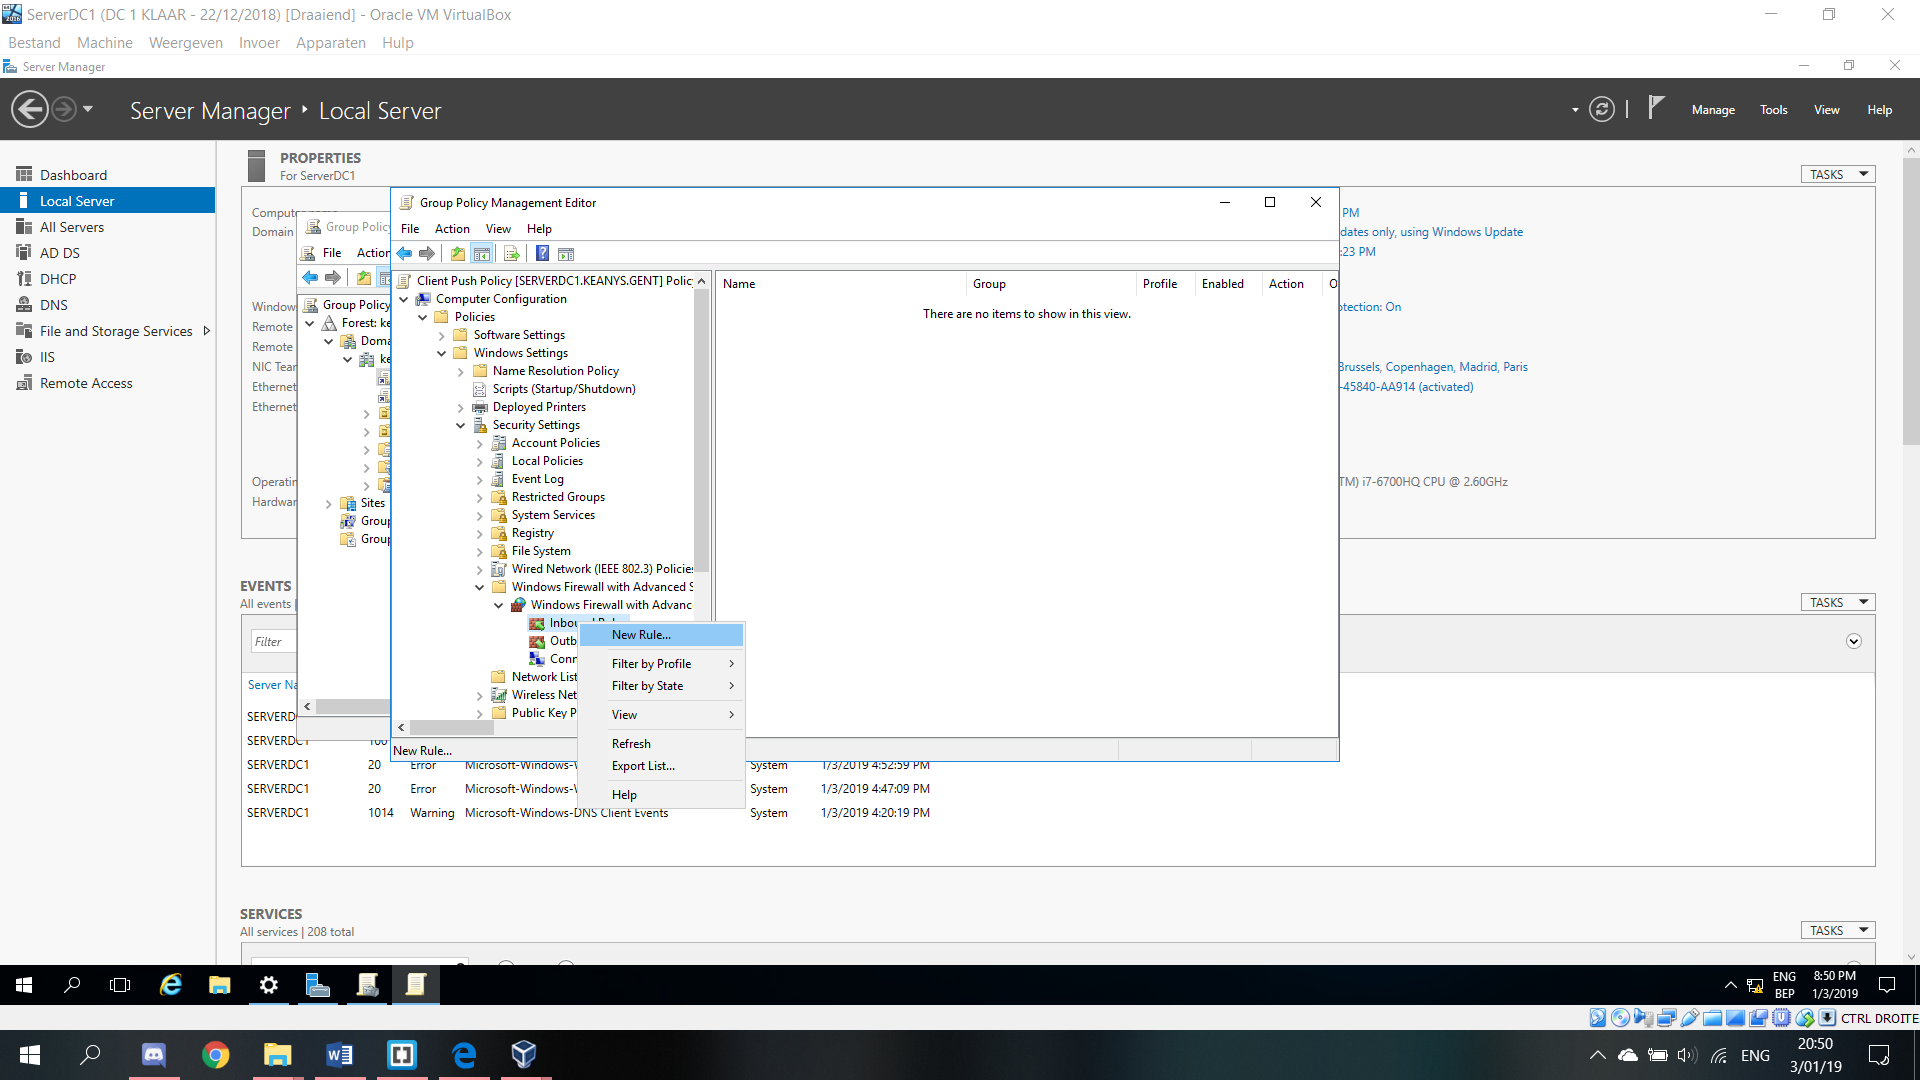 ServerDC1 (DC 1 KLAAR - 22/12/2018) [Draaiend] - Oracle VM VirtualBox
Bestand Machine Weergeven Invoer Apparaten Hulp
Server Manager
Server Manager ‣ Local Server
Manage Tools View Help
Dashboard
Local Server
All Servers
AD DS
DHCP
DNS
File and Storage Services
IIS
Remote Access
PROPERTIES
For ServerDC1
TASKS
Computer name
Domain
Windows
Remote
Remote
NIC Tear
Ethernet
Ethernet
Operatin
Hardwar
PM
dates only, using Windows Update
:23 PM
otection: On
Brussels, Copenhagen, Madrid, Paris
-45840-AA914 (activated)
TM) i7-6700HQ CPU @ 2.60GHz
Group Policy
File Action
Group Policy
Forest: ke
Doma
ke
Sites
Group
Group
Group Policy Management Editor
File Action View Help
Client Push Policy [SERVERDC1.KEANYS.GENT] Polic
Computer Configuration
Policies
Software Settings
Windows Settings
Name Resolution Policy
Scripts (Startup/Shutdown)
Deployed Printers
Security Settings
Account Policies
Local Policies
Event Log
Restricted Groups
System Services
Registry
File System
Wired Network (IEEE 802.3) Policies
Windows Firewall with Advanced S
Windows Firewall with Advanc
Inbound Rul
Outb
Conn
Network List
Wireless Net
Public Key P
Name Group Profile Enabled Action O
There are no items to show in this view.
New Rule...
Filter by Profile
Filter by State
View
Refresh
Export List...
Help
New Rule...
EVENTS
All events |
TASKS
Filter
Server Na
SERVERD
SERVERDC1 100
SERVERDC1 20 Error Microsoft-Windows-W System 1/3/2019 4:52:59 PM
SERVERDC1 20 Error Microsoft-Windows-W System 1/3/2019 4:47:09 PM
SERVERDC1 1014 Warning Microsoft-Windows-DNS Client Events System 1/3/2019 4:20:19 PM
SERVICES
All services | 208 total
TASKS
ENG
BEP
8:50 PM
1/3/2019
CTRL DROITE
ENG
20:50
3/01/19